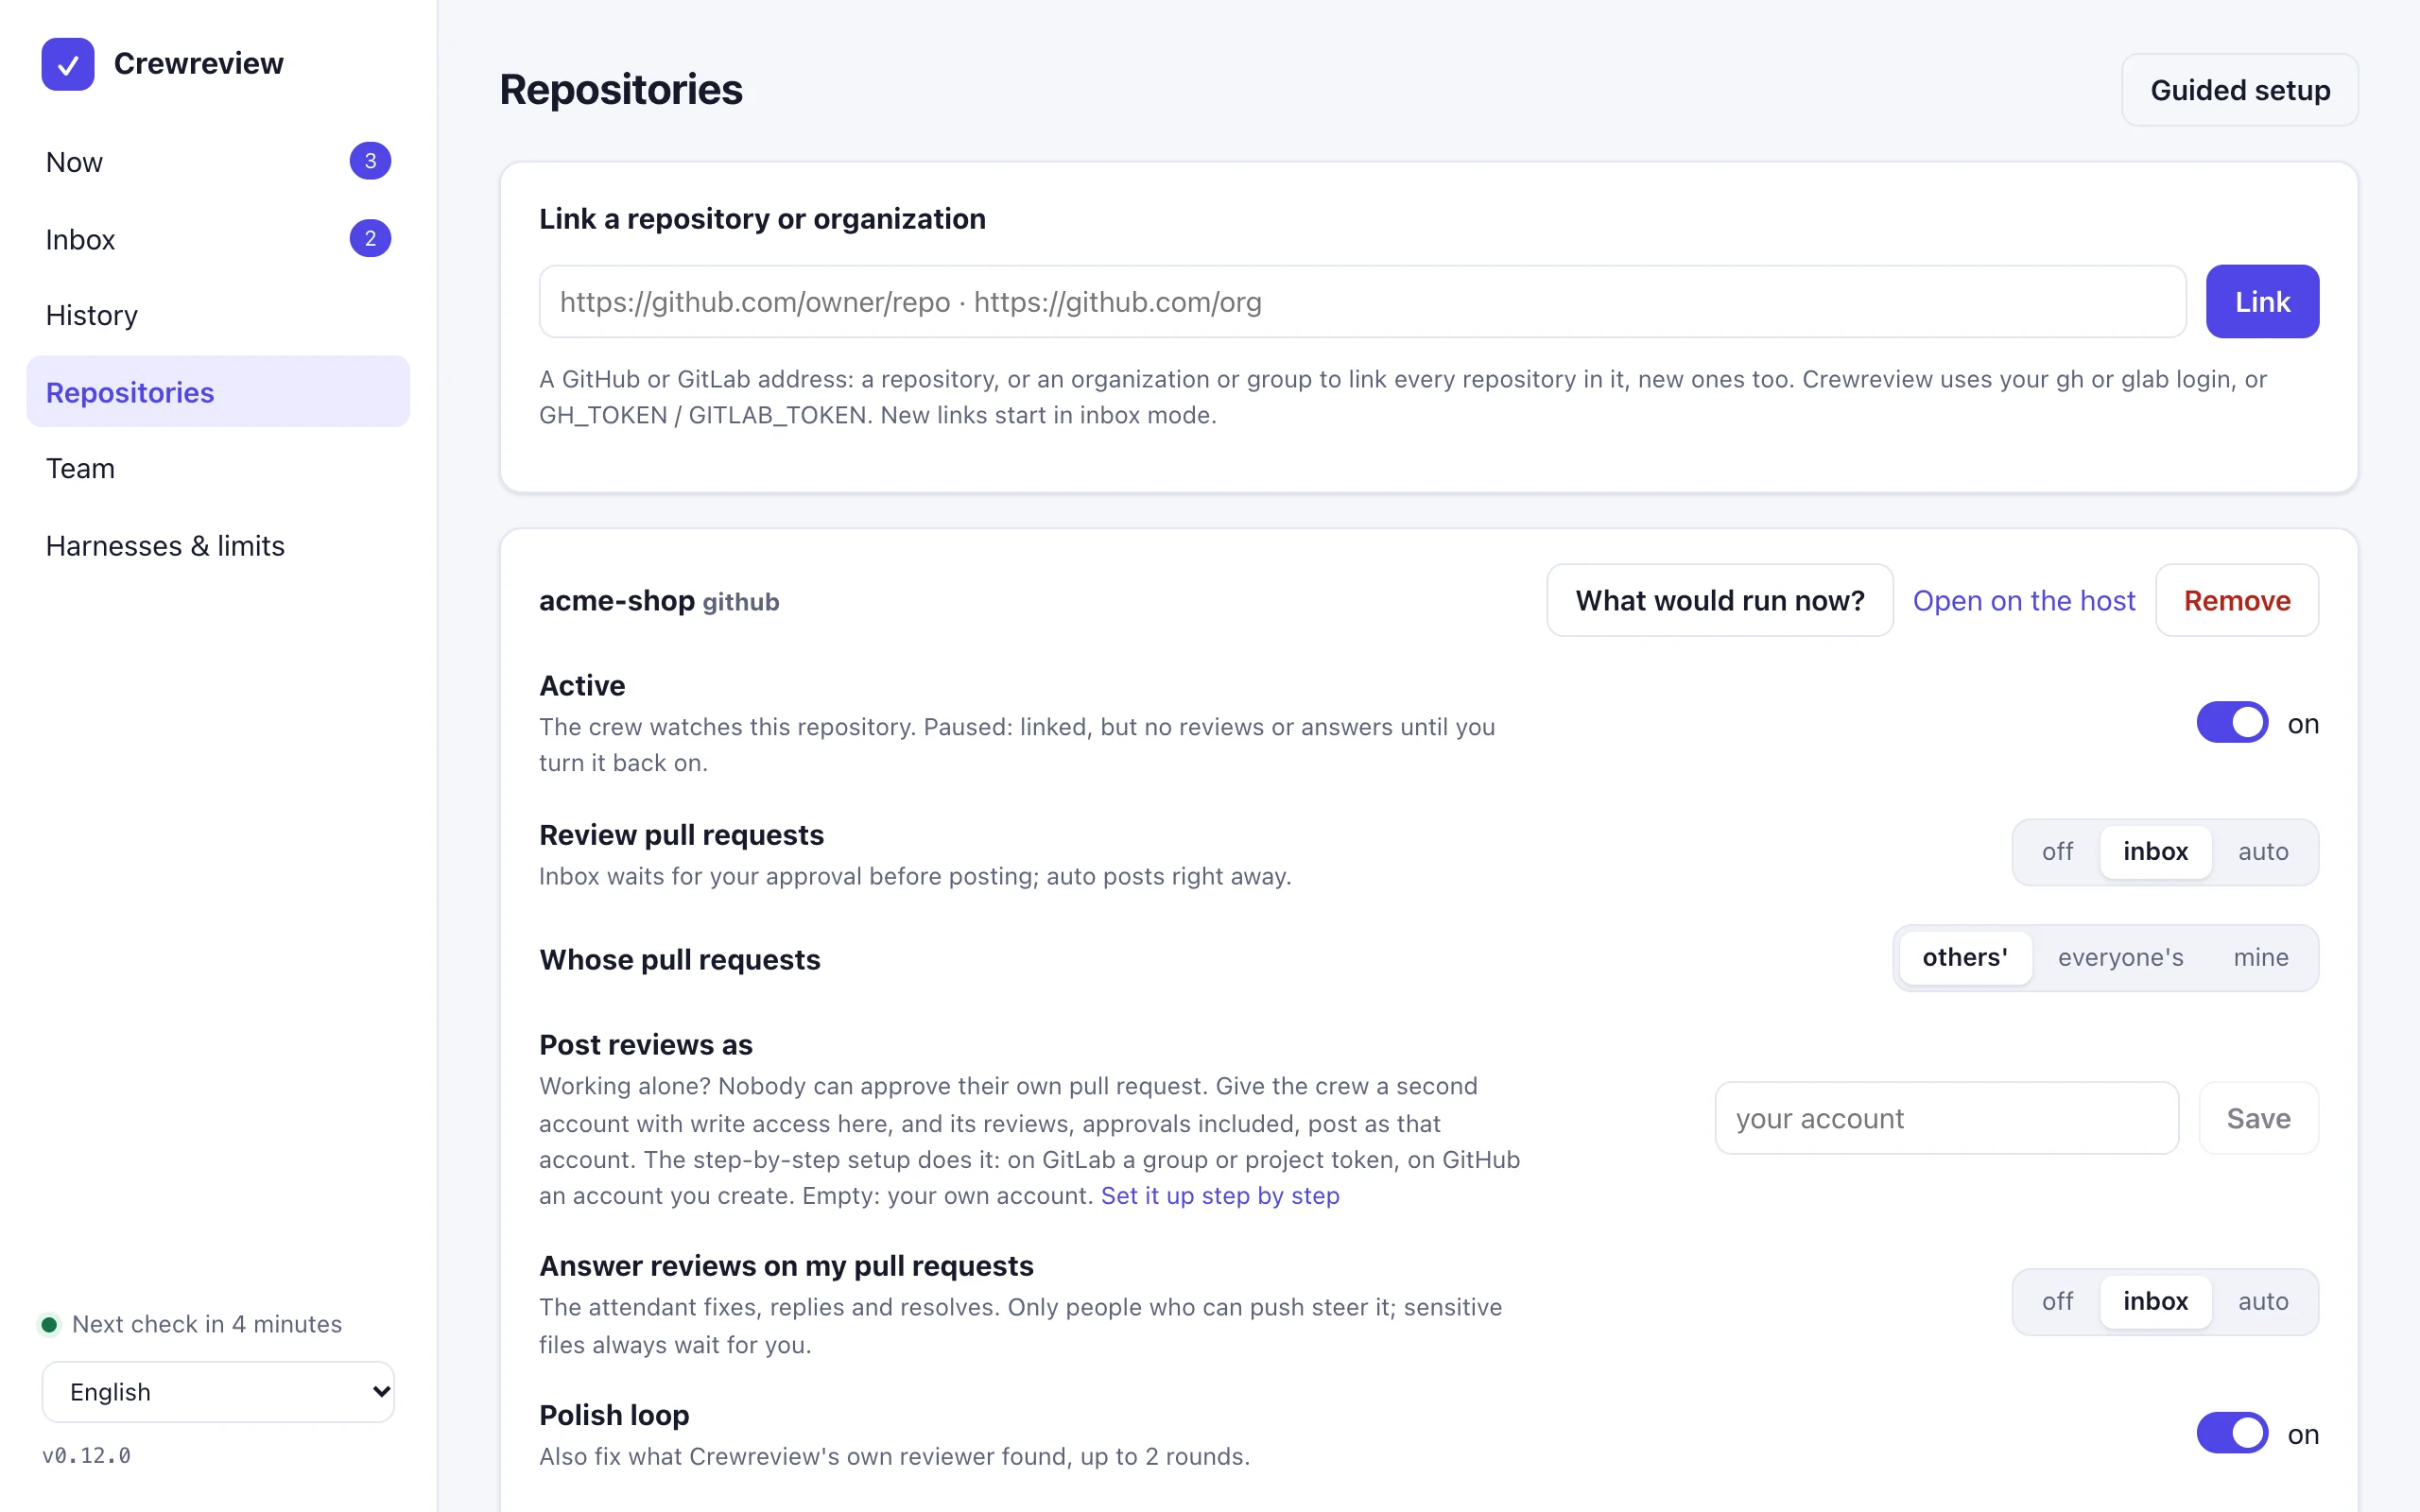 Crewreview
Now 3
Inbox 2
History
Repositories
Team
Harnesses & limits
Next check in 4 minutes
English
v0.12.0
Repositories
Guided setup
Link a repository or organization
https://github.com/owner/repo · https://github.com/org
Link
A GitHub or GitLab address: a repository, or an organization or group to link every repository in it, new ones too. Crewreview uses your gh or glab login, or
GH_TOKEN / GITLAB_TOKEN. New links start in inbox mode.
acme-shop github
What would run now?
Open on the host
Remove
Active
The crew watches this repository. Paused: linked, but no reviews or answers until you
turn it back on.
on
Review pull requests
Inbox waits for your approval before posting; auto posts right away.
off inbox auto
Whose pull requests
others' everyone's mine
Post reviews as
Working alone? Nobody can approve their own pull request. Give the crew a second
account with write access here, and its reviews, approvals included, post as that
account. The step-by-step setup does it: on GitLab a group or project token, on GitHub
an account you create. Empty: your own account. Set it up step by step
your account
Save
Answer reviews on my pull requests
The attendant fixes, replies and resolves. Only people who can push steer it; sensitive
files always wait for you.
off inbox auto
Polish loop
Also fix what Crewreview's own reviewer found, up to 2 rounds.
on